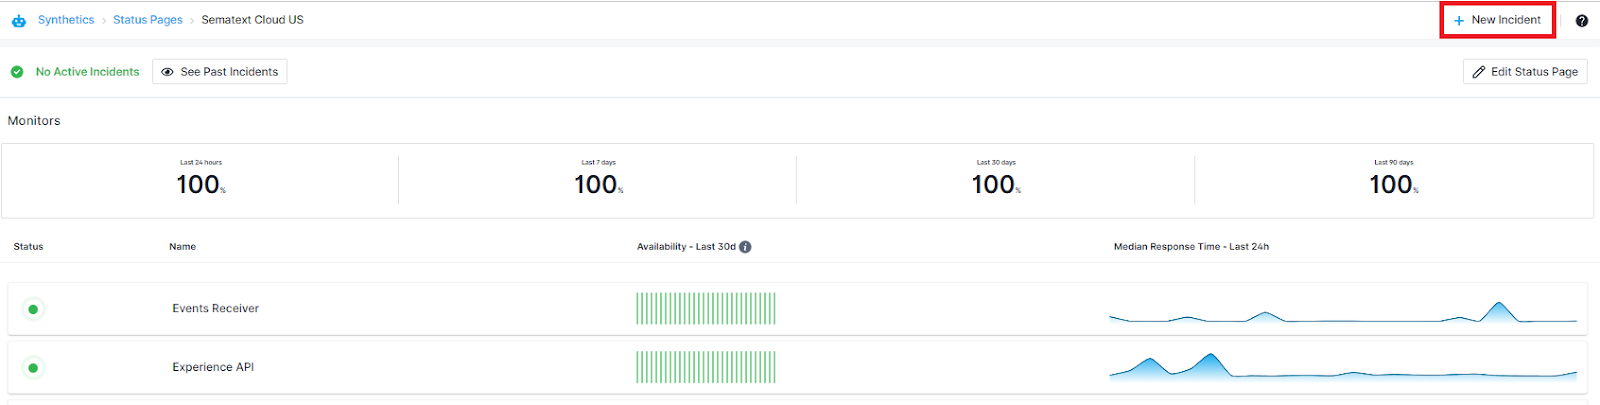 Synthetics > Status Pages > Sematext Cloud US
+ New Incident
?
No Active Incidents
See Past Incidents
Edit Status Page
Monitors
Last 24 hours
100%
Last 7 days
100%
Last 30 days
100%
Last 90 days
100%
Status
Name
Availability - Last 30d i
Median Response Time - Last 24h
Events Receiver
Experience API